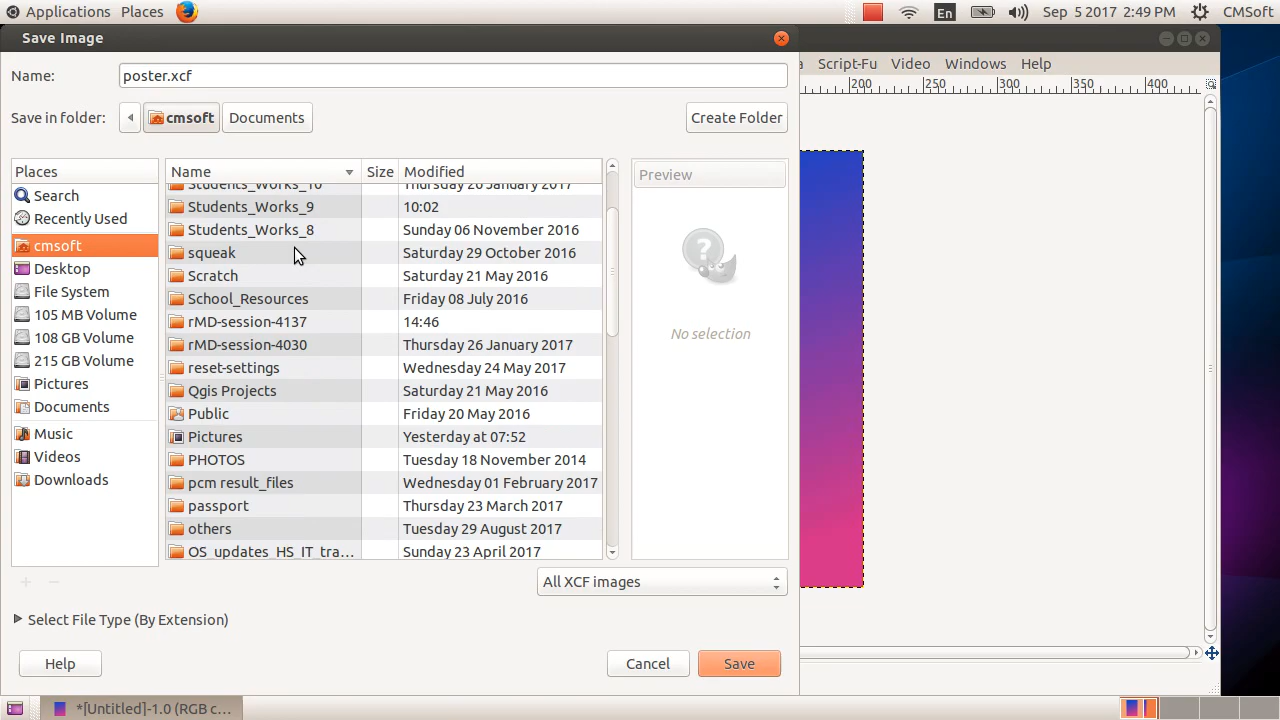 Applications Places En Sep 5 2017 2:49 PM CMSoft
Save Image
Name: poster.xcf
Script-Fu Video Windows Help
200 250 300 350 400
Save in folder: cmsoft Documents Create Folder
Places Name Size Modified Preview
Search Students_Works_10 Thursday 26 January 2017
Recently Used Students_Works_9 10:02
Students_Works_8 Sunday 06 November 2016
cmsoft squeak Saturday 29 October 2016
Desktop Scratch Saturday 21 May 2016
File System School_Resources Friday 08 July 2016
105 MB Volume rMD-session-4137 14:46
108 GB Volume rMD-session-4030 Thursday 26 January 2017
No selection
215 GB Volume reset-settings Wednesday 24 May 2017
Pictures Qgis Projects Saturday 21 May 2016
Documents Public Friday 20 May 2016
Music Pictures Yesterday at 07:52
Videos PHOTOS Tuesday 18 November 2014
Downloads pcm result_files Wednesday 01 February 2017
passport Thursday 23 March 2017
others Tuesday 29 August 2017
OS_updates_HS_IT_tra... Sunday 23 April 2017
All XCF images
Select File Type (By Extension)
Help Cancel Save
*[Untitled]-1.0 (RGB c...